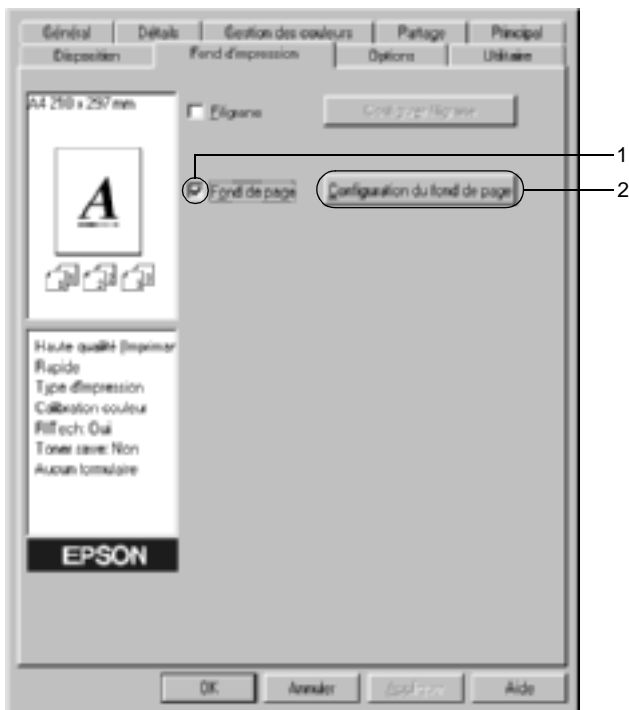 Général Détails Gestion des couleurs Partage Principal
Disposition Fond d'impression Options Utilitaire
A4 210 x 297 mm
Filigrane
1
Fond de page Configuration du fond de page
2
A
Haute qualité (Imprimar
Rapide
Type d'impression
Calibration couleur
RITech: Oui
Toner save: Non
Aucun formulaire
EPSON
OK Annuler Appliquer Aide